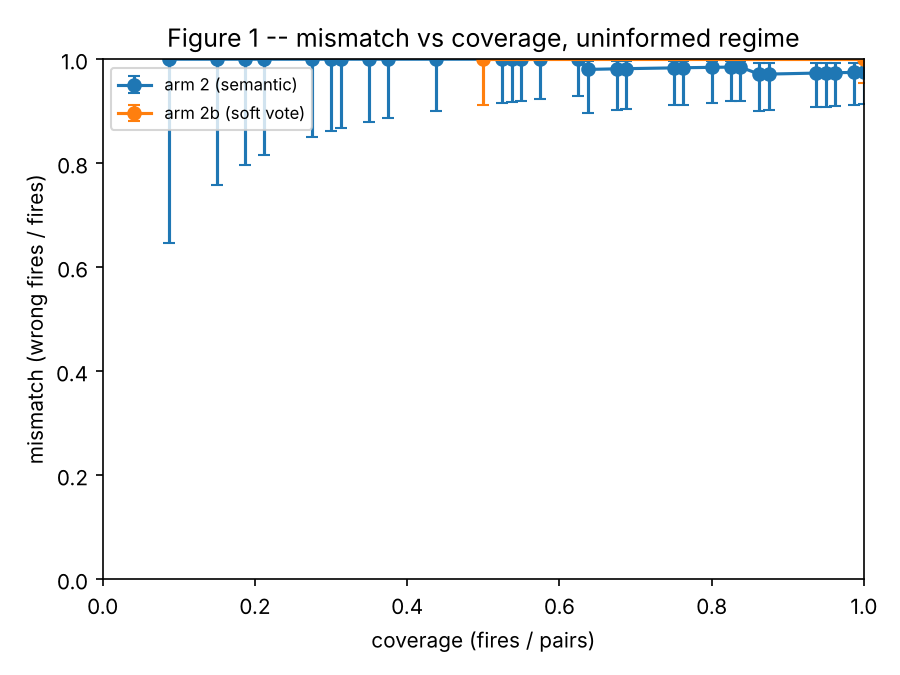 Figure 1 -- mismatch vs coverage, uninformed regime
mismatch (wrong fires / fires)
1.0
0.8
0.6
0.4
0.2
0.0
arm 2 (semantic)
arm 2b (soft vote)
0.0 0.2 0.4 0.6 0.8 1.0
coverage (fires / pairs)